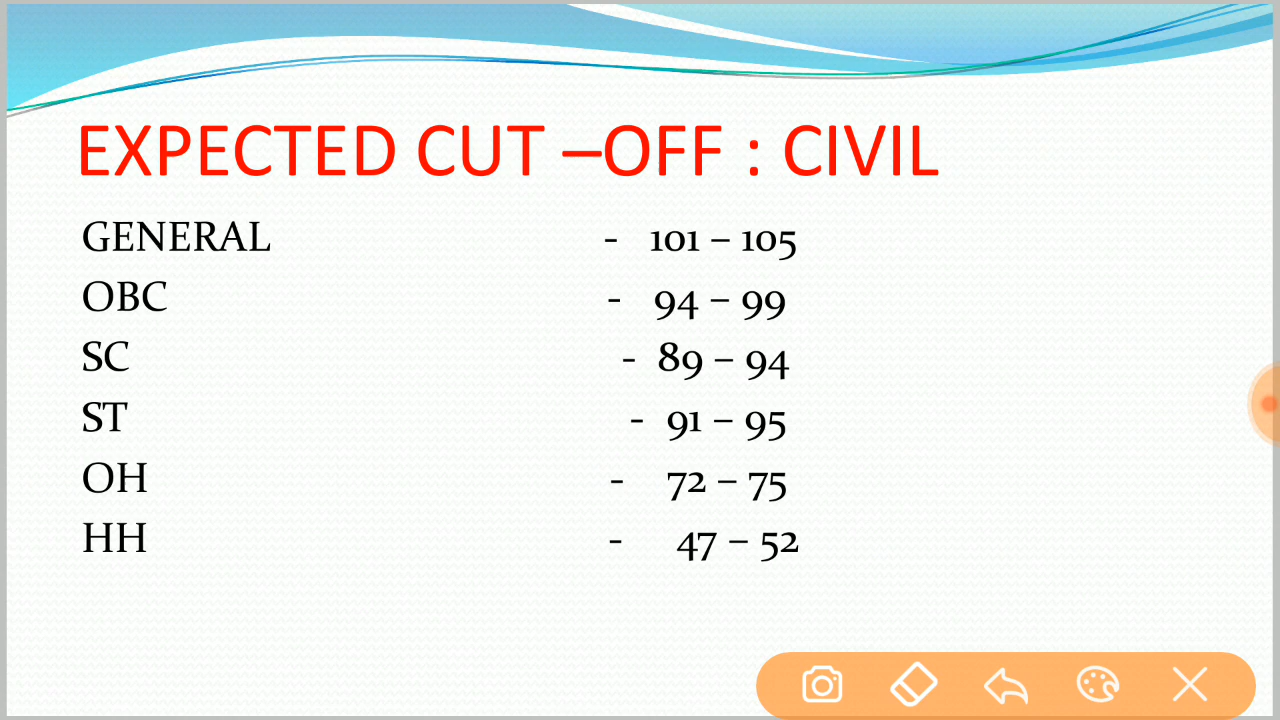 EXPECTED CUT –OFF : CIVIL
GENERAL - 101 – 105
OBC - 94 – 99
SC - 89 – 94
ST - 91 – 95
OH - 72 – 75
HH - 47 – 52